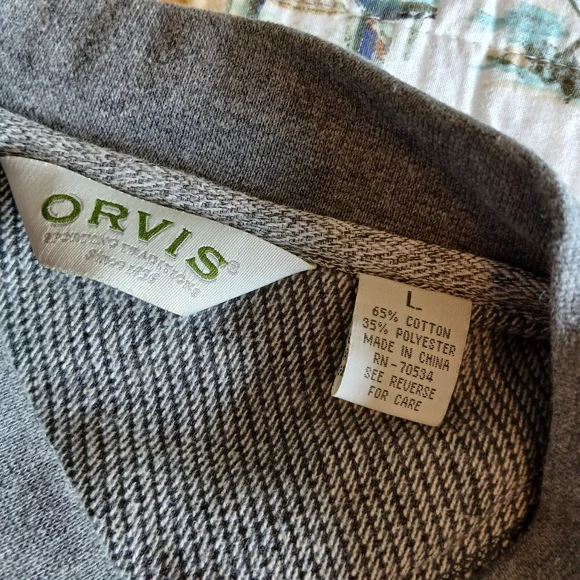 ORVIS®
SPORTING TRADITIONS
SINCE 1856
L
65% COTTON
35% POLYESTER
MADE IN CHINA
RN-70534
SEE REVERSE
FOR CARE